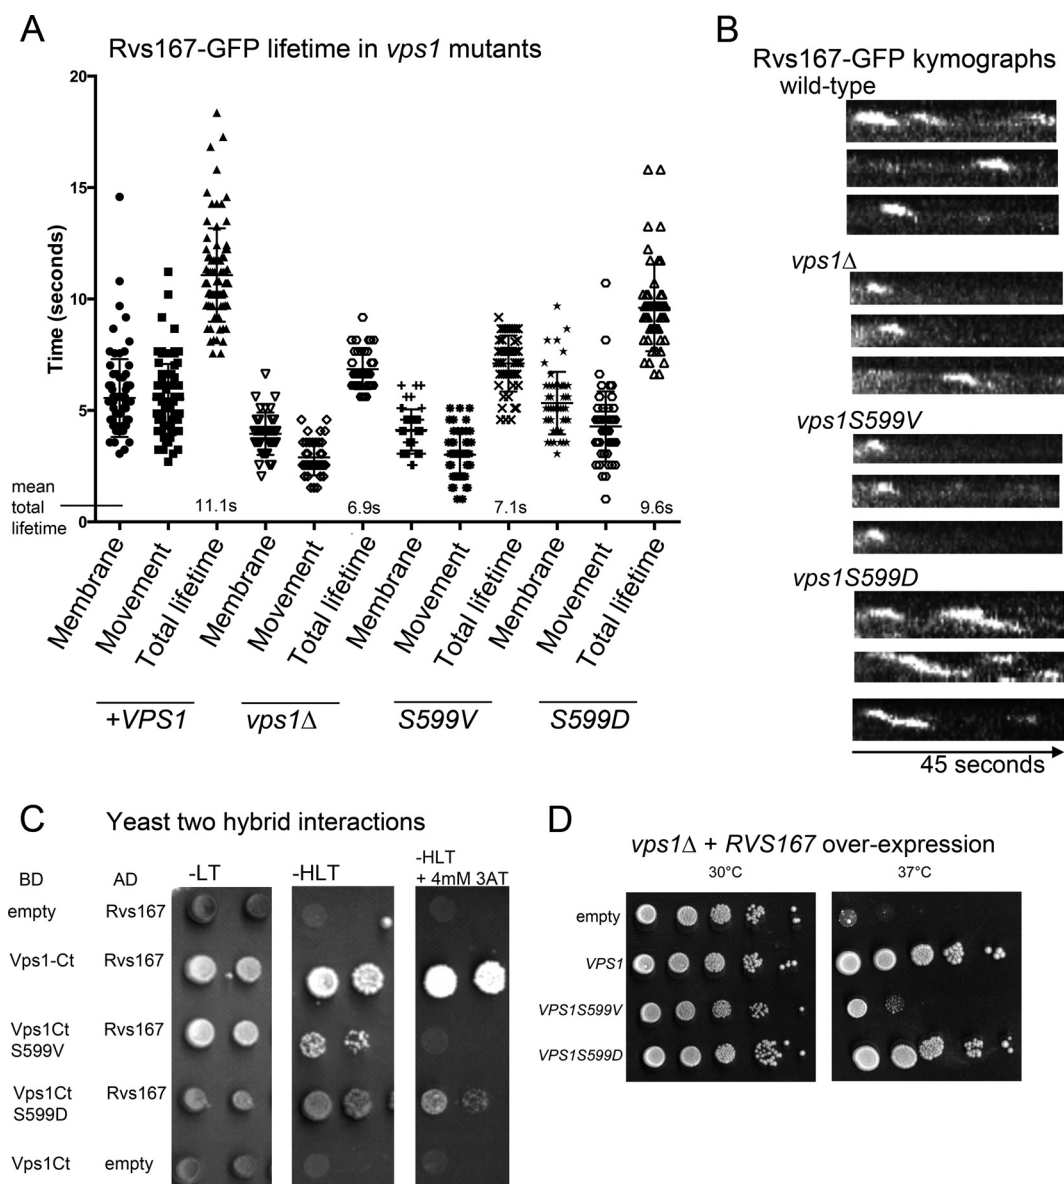 A
Rvs167-GFP lifetime in vps1 mutants
20
15
10
5
0
Time (seconds)
mean
total
lifetime
11.1s
6.9s
7.1s
9.6s
Membrane
Movement
Total lifetime
Membrane
Movement
Total lifetime
Membrane
Movement
Total lifetime
Membrane
Movement
Total lifetime
+VPS1
vps1Δ
S599V
S599D
B
Rvs167-GFP kymographs
wild-type
vps1Δ
vps1S599V
vps1S599D
45 seconds
C
Yeast two hybrid interactions
BD
AD
-LT
-HLT
-HLT
+ 4mM 3AT
empty
Rvs167
Vps1-Ct
Rvs167
Vps1Ct
S599V
Rvs167
Vps1Ct
S599D
Rvs167
Vps1Ct
empty
D
vps1Δ + RVS167 over-expression
30°C
37°C
empty
VPS1
VPS1S599V
VPS1S599D